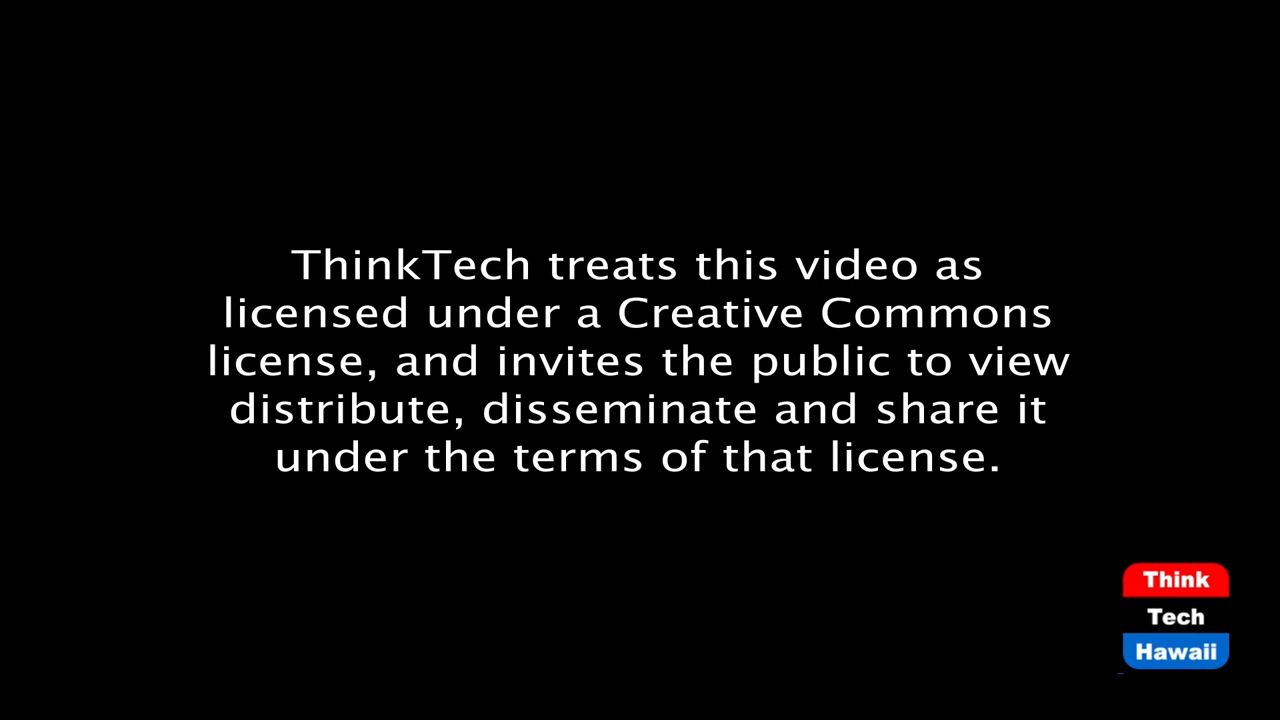 ThinkTech treats this video as
licensed under a Creative Commons
license, and invites the public to view
distribute, disseminate and share it
under the terms of that license.
Think
Tech
Hawaii